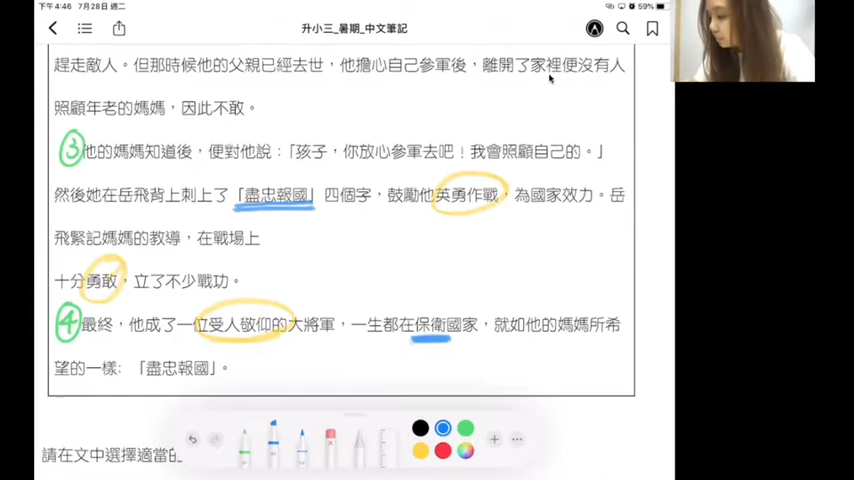 下午4:46 7月28日 週二
59%
升小三_暑期_中文筆記
趕走敵人。但那時候他的父親已經去世，他擔心自己參軍後，離開了家裡便沒有人
照顧年老的媽媽，因此不敢。
③他的媽媽知道後，便對他說：「孩子，你放心參軍去吧！我會照顧自己的。」
然後她在岳飛背上刺上了「盡忠報國」四個字，鼓勵他英勇作戰，為國家效力。岳
飛緊記媽媽的教導，在戰場上
十分勇敢，立了不少戰功。
④最終，他成了一位受人敬仰的大將軍，一生都在保衛國家，就如他的媽媽所希
望的一樣：「盡忠報國」。
請在文中選擇適當的